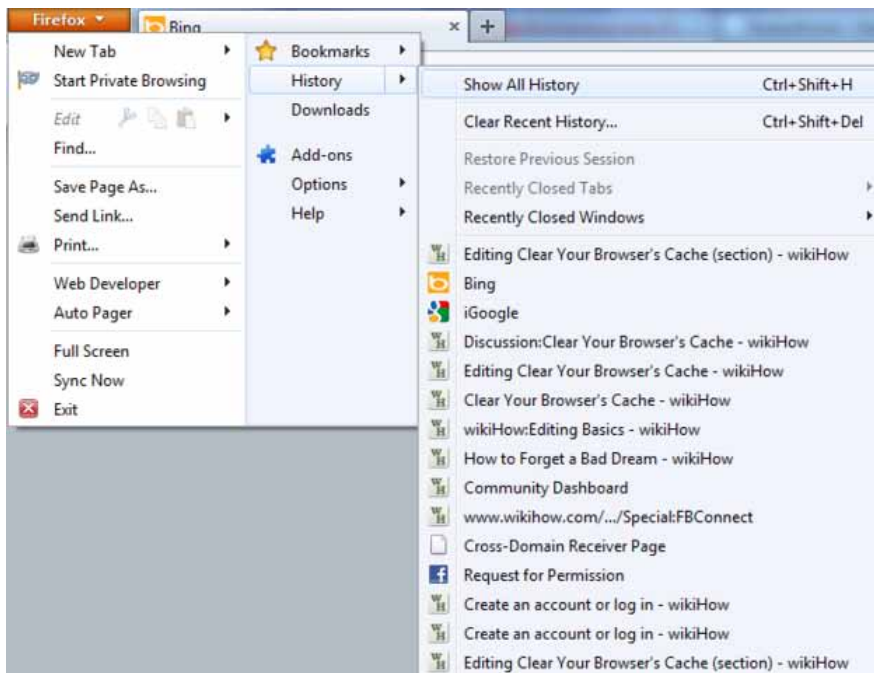 Firefox
Bing
New Tab
Start Private Browsing
Edit
Find...
Save Page As...
Send Link...
Print...
Web Developer
Auto Pager
Full Screen
Sync Now
Exit
Bookmarks
History
Downloads
Add-ons
Options
Help
Show All History Ctrl+Shift+H
Clear Recent History... Ctrl+Shift+Del
Restore Previous Session
Recently Closed Tabs
Recently Closed Windows
Editing Clear Your Browser's Cache (section) - wikiHow
Bing
iGoogle
Discussion:Clear Your Browser's Cache - wikiHow
Editing Clear Your Browser's Cache - wikiHow
Clear Your Browser's Cache - wikiHow
wikiHow:Editing Basics - wikiHow
How to Forget a Bad Dream - wikiHow
Community Dashboard
www.wikihow.com/.../Special:FBConnect
Cross-Domain Receiver Page
Request for Permission
Create an account or log in - wikiHow
Create an account or log in - wikiHow
Editing Clear Your Browser's Cache (section) - wikiHow